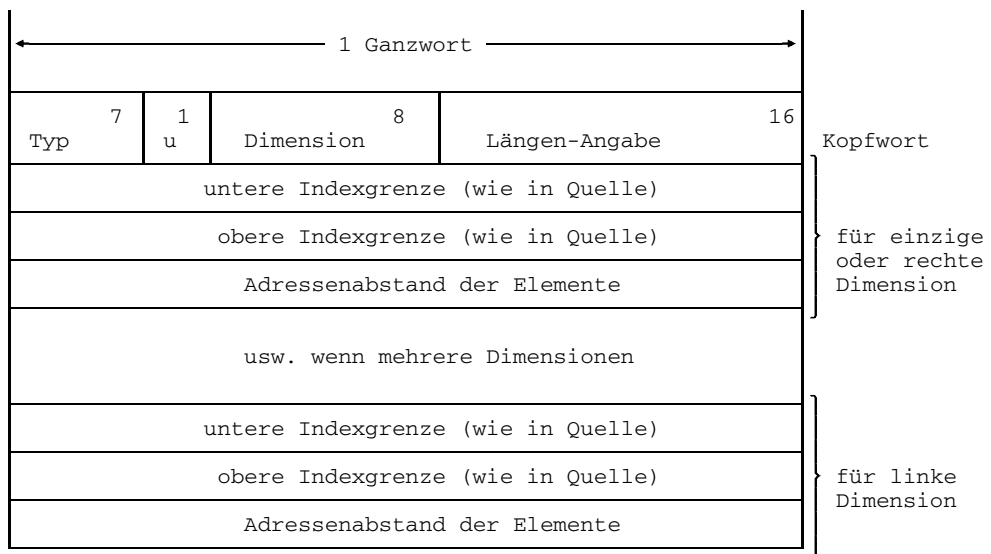 1 Ganzwort
7 1 8 16
Typ u Dimension Längen-Angabe Kopfwort
untere Indexgrenze (wie in Quelle)
obere Indexgrenze (wie in Quelle) für einzige
oder rechte
Adressenabstand der Elemente Dimension
usw. wenn mehrere Dimensionen
untere Indexgrenze (wie in Quelle)
obere Indexgrenze (wie in Quelle) für linke
Dimension
Adressenabstand der Elemente